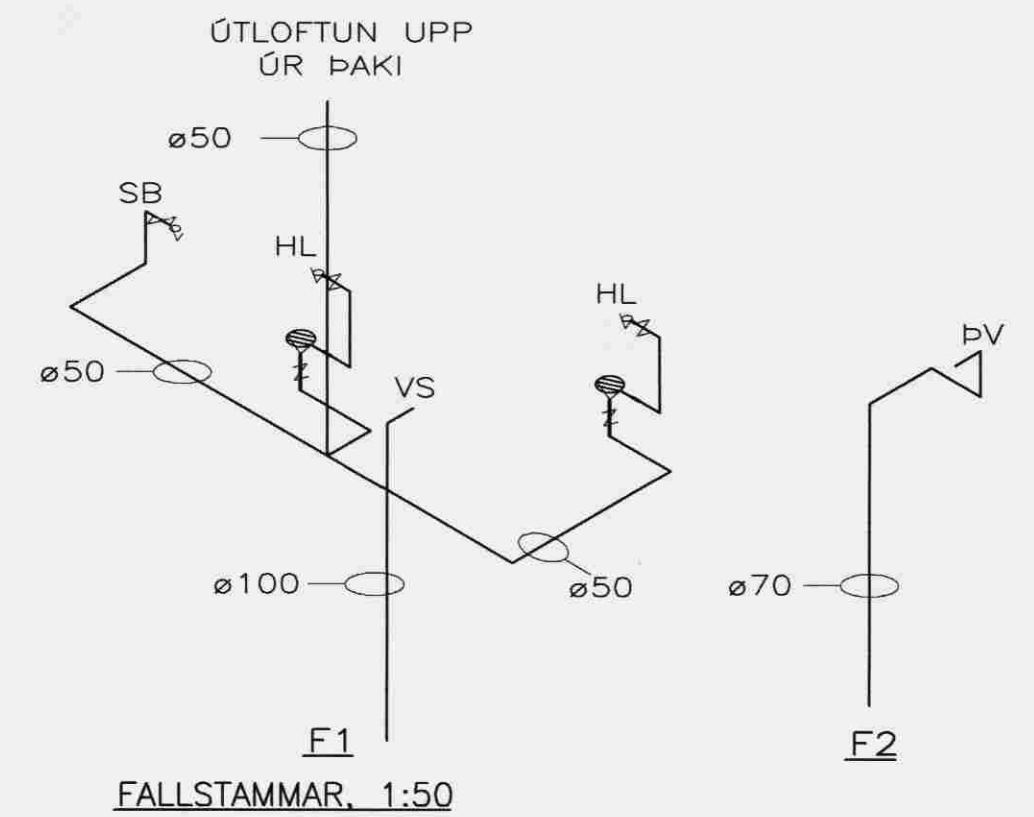 ÚTLOFTUN UPP
ÚR ÞAKI
ø50
SB
HL
HL
ÞV
ø50
VS
ø100
ø50
ø70
F1
F2
FALLSTAMMAR, 1:50